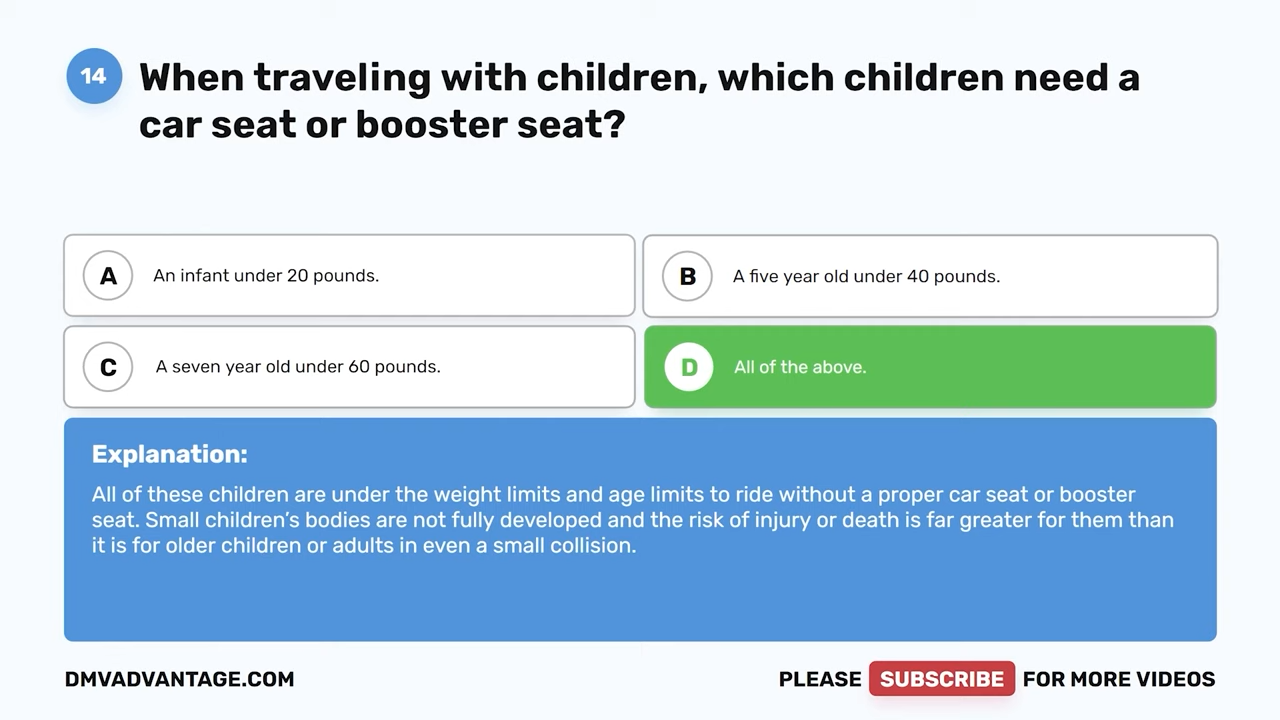 14
When traveling with children, which children need a
car seat or booster seat?
A An infant under 20 pounds.
B A five year old under 40 pounds.
C A seven year old under 60 pounds.
D All of the above.
Explanation:
All of these children are under the weight limits and age limits to ride without a proper car seat or booster
seat. Small children’s bodies are not fully developed and the risk of injury or death is far greater for them than
it is for older children or adults in even a small collision.
DMVADVANTAGE.COM
PLEASE SUBSCRIBE FOR MORE VIDEOS